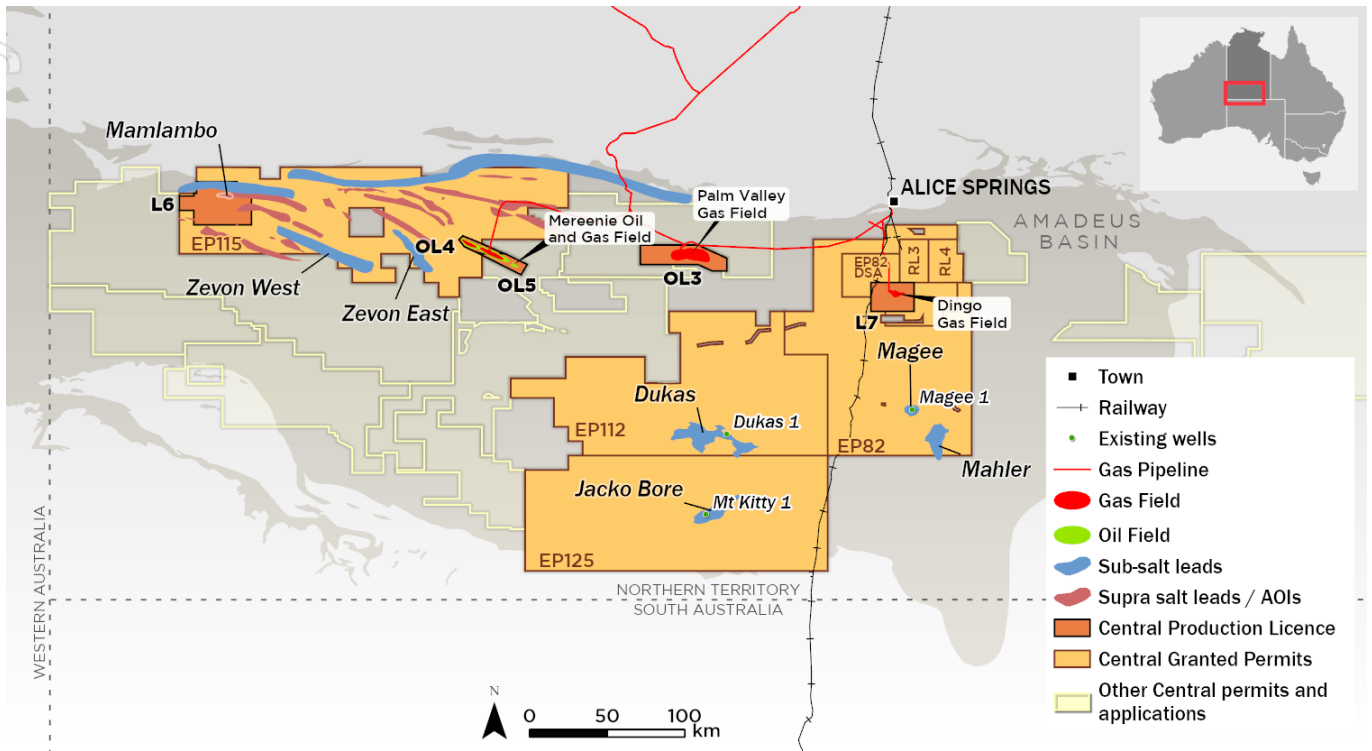 Mamlambo
L6
EP115
Zevon West
Zevon East
OL4
OL5
Mereenie Oil
and Gas Field
Palm Valley
Gas Field
OL3
ALICE SPRINGS
AMADEUS
BASIN
EP82
DSA
RL3
RL4
L7
Dingo
Gas Field
Magee
Magee 1
Mahler
EP82
Dukas
Dukas 1
EP112
Jacko Bore
Mt Kitty 1
EP125
WESTERN AUSTRALIA
NORTHERN TERRITORY
SOUTH AUSTRALIA
N
0 50 100
km
Town
Railway
Existing wells
Gas Pipeline
Gas Field
Oil Field
Sub-salt leads
Supra salt leads / AOIs
Central Production Licence
Central Granted Permits
Other Central permits and
applications